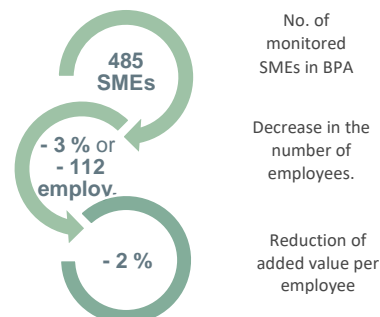 485
SMEs
No. of
monitored
SMEs in BPA
- 3 % or
- 112
employ.
Decrease in the
number of
employees.
- 2 %
Reduction of
added value per
employee